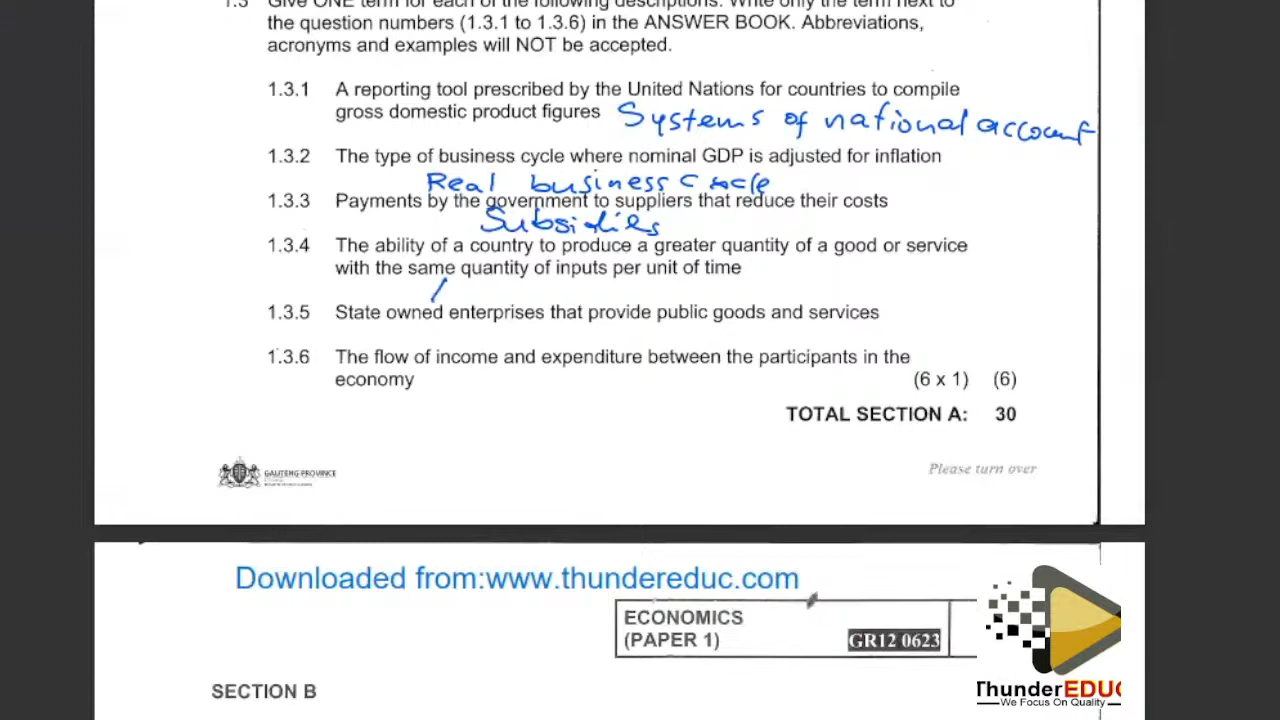 1.3 Give ONE term for each of the following descriptions. Write only the term next to
the question numbers (1.3.1 to 1.3.6) in the ANSWER BOOK. Abbreviations,
acronyms and examples will NOT be accepted.
1.3.1 A reporting tool prescribed by the United Nations for countries to compile
gross domestic product figures Systems of national account
1.3.2 The type of business cycle where nominal GDP is adjusted for inflation
Real business cycle
1.3.3 Payments by the government to suppliers that reduce their costs
Subsidies
1.3.4 The ability of a country to produce a greater quantity of a good or service
with the same quantity of inputs per unit of time
1.3.5 State owned enterprises that provide public goods and services
1.3.6 The flow of income and expenditure between the participants in the
economy (6 x 1) (6)
TOTAL SECTION A: 30
GAUTENG PROVINCE
Please turn over
Downloaded from:www.thundereduc.com
ECONOMICS
(PAPER 1) GR12 0623
SECTION B
ThunderEDUC
We Focus On Quality